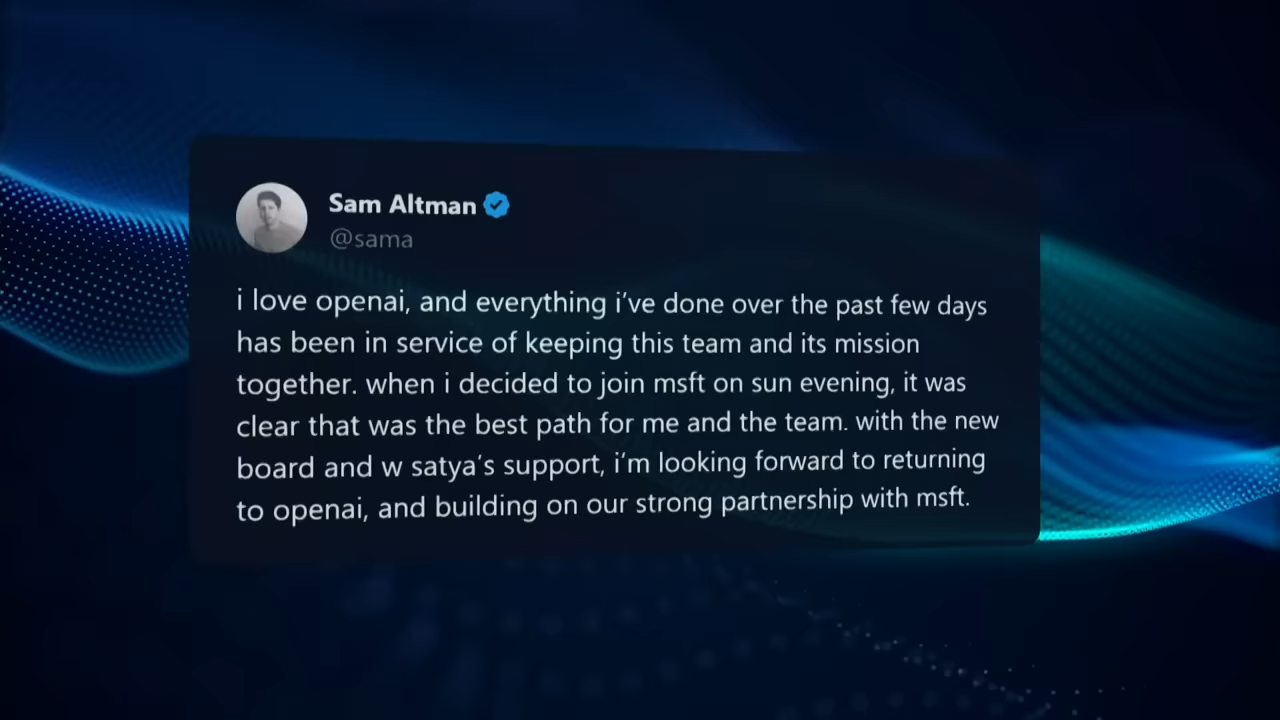 Sam Altman
@sama
i love openai, and everything i've done over the past few days
has been in service of keeping this team and its mission
together. when i decided to join msft on sun evening, it was
clear that was the best path for me and the team. with the new
board and w satya's support, i'm looking forward to returning
to openai, and building on our strong partnership with msft.